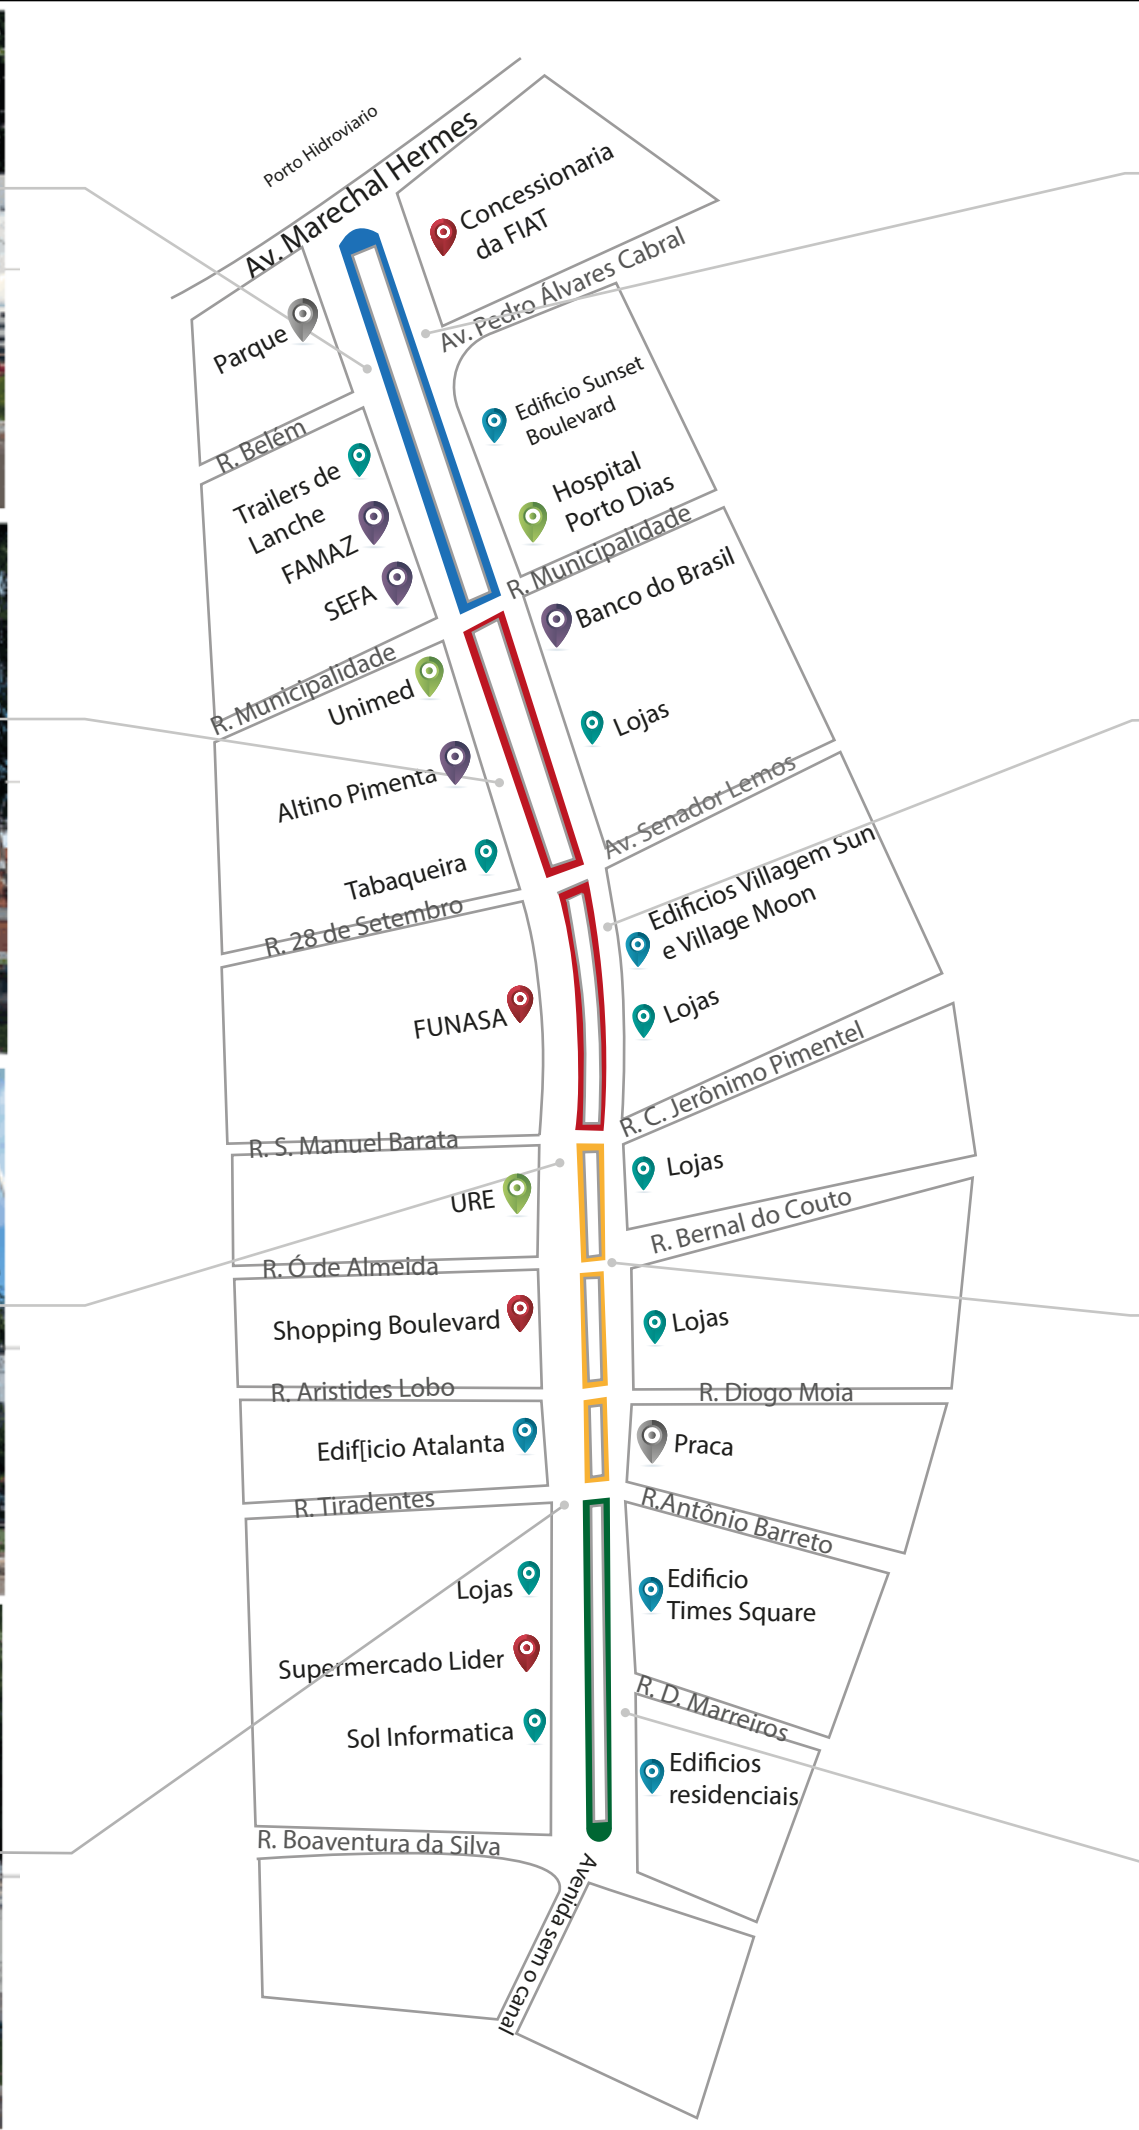 Porto Hidroviario
Av. Marechal Hermes
Concessionaria
da FIAT
Av. Pedro Álvares Cabral
Parque
R. Belém
Edificio Sunset
Boulevard
Trailers de
Lanche
Hospital
Porto Dias
FAMAZ
SEFA
R. Municipalidade
Banco do Brasil
R. Municipalidade
Unimed
Lojas
Altino Pimenta
Av. Senador Lemos
Tabaqueira
Edificios Villagem Sun
e Village Moon
R. 28 de Setembro
Lojas
FUNASA
R. C. Jerônimo Pimentel
R. S. Manuel Barata
Lojas
URE
R. Bernal do Couto
R. Ó de Almeida
Shopping Boulevard
Lojas
R. Aristides Lobo
R. Diogo Moia
Edif[icio Atalanta
Praca
R. Tiradentes
R.Antônio Barreto
Lojas
Edificio
Times Square
Supermercado Lider
R. D. Marreiros
Sol Informatica
Edificios
residenciais
R. Boaventura da Silva
Avenida sem o canal